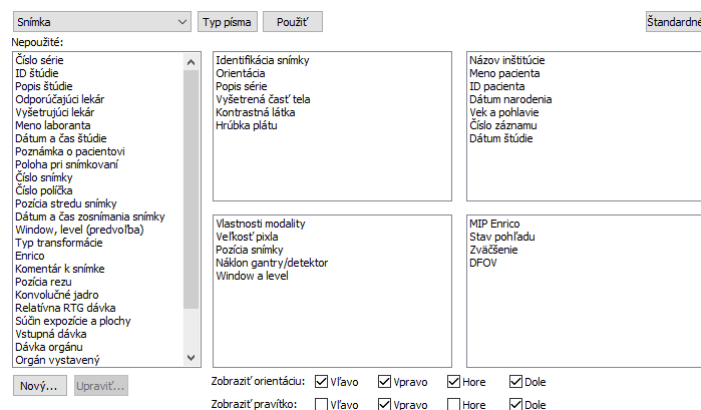 Snímka
Typ písma
Použiť
Štandardné
Nepoužité:
Číslo série
ID štúdie
Popis štúdie
Odporúčajúci lekár
Vyšetrujúci lekár
Meno laboranta
Dátum a čas štúdie
Poznámka o pacientovi
Poloha pri snímkovaní
Číslo snímky
Číslo políčka
Pozícia stredu snímky
Dátum a čas zosnímania snímky
Window, level (predvoľba)
Typ transformácie
Enrico
Komentár k snímke
Pozícia rezu
Konvolučné jadro
Relatívna RTG dávka
Súčin expozície a plochy
Vstupná dávka
Dávka orgánu
Orgán vystavený
Identifikácia snímky
Orientácia
Popis série
Vyšetrená časť tela
Kontrastná látka
Hrúbka plátu
Názov inštitúcie
Meno pacienta
ID pacienta
Dátum narodenia
Vek a pohlavie
Číslo záznamu
Dátum štúdie
Vlastnosti modality
Veľkosť pixla
Pozícia snímky
Náklon gantry/detektor
Window a level
MIP Enrico
Stav pohľadu
Zväčšenie
DFOV
Nový...
Upraviť...
Zobraziť orientáciu: Vľavo Vpravo Hore Dole
Zobraziť pravítko: Vľavo Vpravo Hore Dole